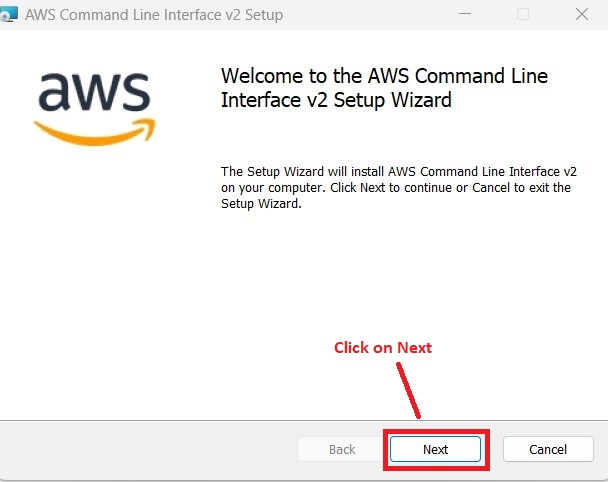 AWS Command Line Interface v2 Setup
aws
Welcome to the AWS Command Line
Interface v2 Setup Wizard
The Setup Wizard will install AWS Command Line Interface v2
on your computer. Click Next to continue or Cancel to exit the
Setup Wizard.
Click on Next
Back
Next
Cancel